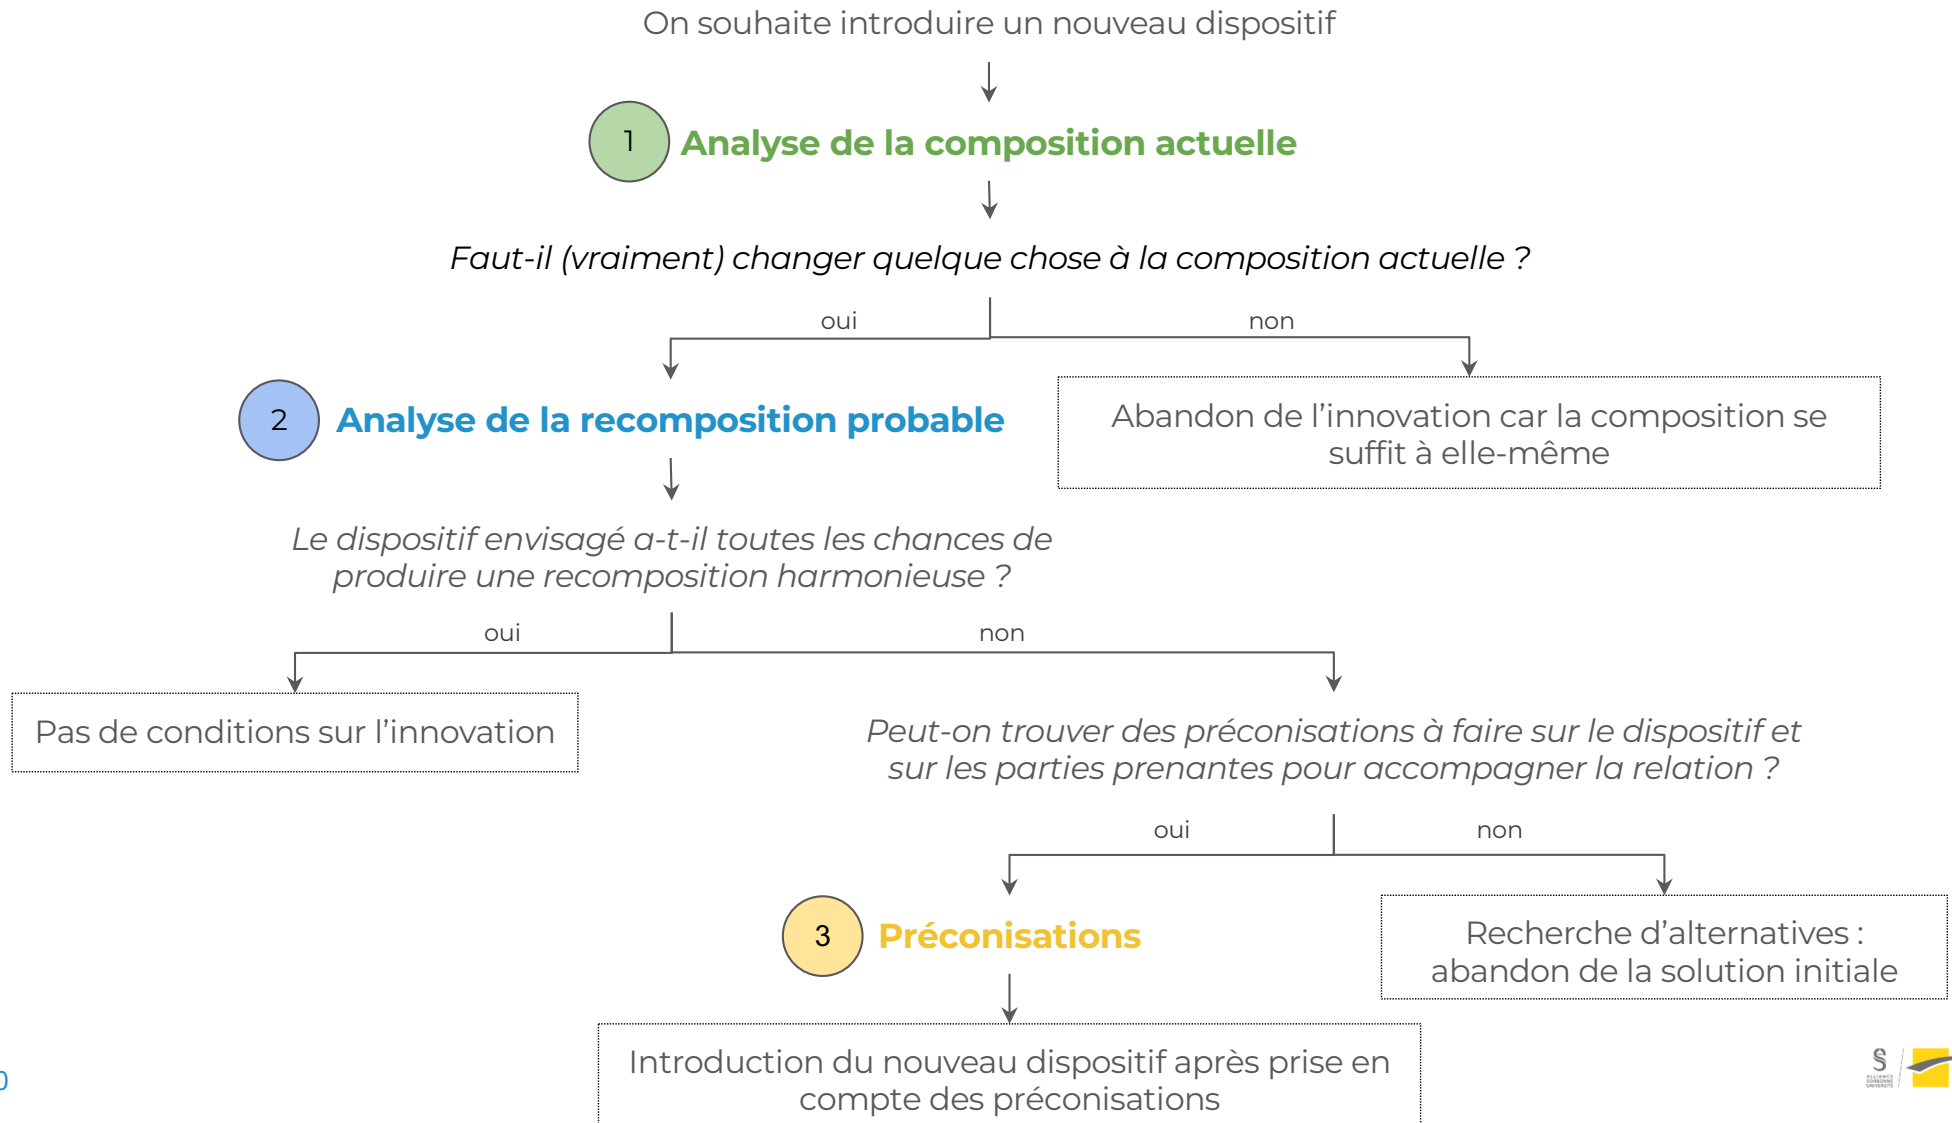 On souhaite introduire un nouveau dispositif
1
Analyse de la composition actuelle
Faut-il (vraiment) changer quelque chose à la composition actuelle ?
oui
non
2
Analyse de la recomposition probable
Abandon de l’innovation car la composition se
suffit à elle-même
Le dispositif envisagé a-t-il toutes les chances de
produire une recomposition harmonieuse ?
oui
non
Pas de conditions sur l’innovation
Peut-on trouver des préconisations à faire sur le dispositif et
sur les parties prenantes pour accompagner la relation ?
oui
non
3
Préconisations
Recherche d’alternatives :
abandon de la solution initiale
Introduction du nouveau dispositif après prise en
compte des préconisations
0
ALLIANCE
SORBONNE
UNIVERSITÉ